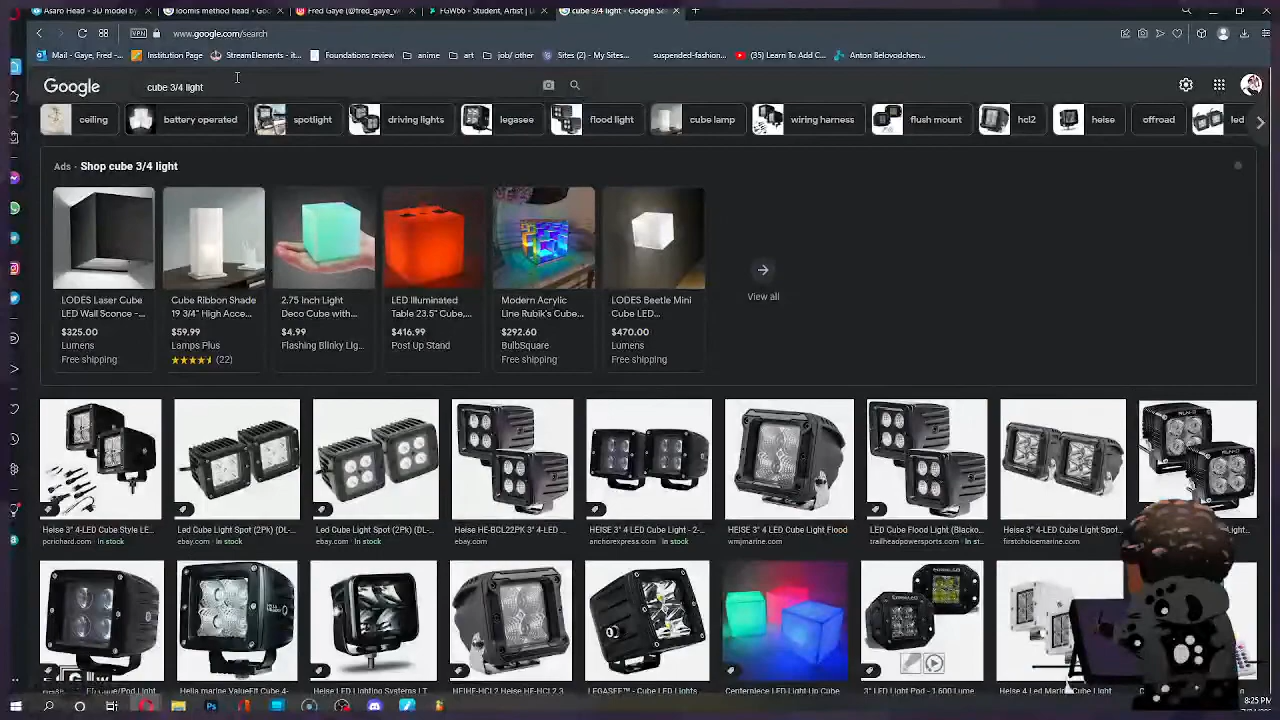 Asaro Head - 3D model by
loomis method head - Goo
Fred Gaye (@fred_gaye_w
FGWbb - Student, Artist | D
cube 3/4 light - Google Se
VPN
www.google.com/search
Mail - Gaye, Fred -...
Institution Page
StreamElements - it...
Foundations review
anime
art
job/ other
Sites (2) - My Sites...
suspended-fashion...
(35) Learn To Add C...
Anton Belovodchen...
Google
cube 3/4 light
ceiling
battery operated
spotlight
driving lights
legasee
flood light
cube lamp
wiring harness
flush mount
hcl2
heise
offroad
led
Ads · Shop cube 3/4 light
LODES Laser Cube LED Wall Sconce -...
$325.00
Lumens
Free shipping
Cube Ribbon Shade 19 3/4" High Acce...
$59.99
Lamps Plus
(22)
2.75 Inch Light Deco Cube with...
$4.99
Flashing Blinky Lig...
LED Illuminated Table 23.5" Cube,...
$416.99
Post Up Stand
Modern Acrylic Line Rubik's Cube...
$292.60
BulbSquare
Free shipping
LODES Beetle Mini Cube LED...
$470.00
Lumens
Free shipping
View all
Heise 3" 4-LED Cube Style LE...
pcrichard.com · In stock
Led Cube Light Spot (2Pk) (DL-...
ebay.com · In stock
Led Cube Light Spot (2Pk) (DL-...
ebay.com · In stock
Heise HE-BCL22PK 3" 4-LED ...
ebay.com
HEISE 3" 4-LED Cube Light - 2-...
anchorexpress.com · In stock
HEISE 3" 4 LED Cube Light Flood
wmjmarine.com
LED Cube Flood Light (Blacko...
trailheadpowersports.com · In st...
Heise 3" 4-LED Cube Light Spot...
firstchoicemarine.com
Light...
Hella marine ValueFit Cube 4-
Heise LED Lighting Systems LT
HEIHE-HCL2 Heise HE-HCL2 3
LEGASEE™ - Cube LED Lights
Centerpiece LED Light-Up Cube
3" LED Light Pod - 1,600 Lume
Heise 4 Led Marine Cube Light
8:25 PM